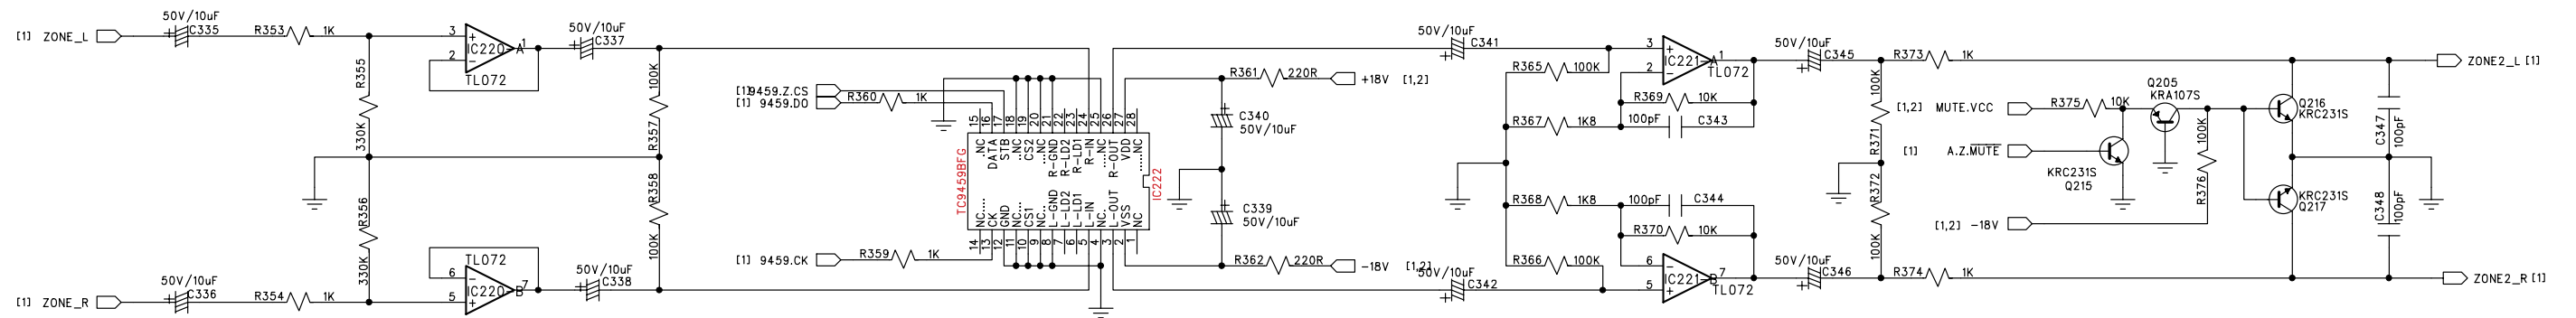 [1] ZONE_L
50V/10uF
C335
R353 1K
3
2
1
IC220-A
TL072
50V/10uF
C337
R355
330K
R356
330K
100K
R357
R358
100K
[1] ZONE_R
50V/10uF
C336
R354 1K
TL072
6
5
7
IC220-B
50V/10uF
C338
[1]9459.Z.CS
[1] 9459.DO
R360 1K
[1] 9459.CK
R359 1K
15 16 17 18 19 20 21 22 23 24 25 26 27 28
.NC DATA STB ..NC CS2 ...NC R-GND R-LD2 R-LD1 R-IN ...NC R-OUT VDD ....NC
TC9459BFG
IC222
NC.... CK GND NC... CS1 NC.. L-GND L-LD2 L-LD1 L-IN NC. L-OUT VSS NC
14 13 12 11 10 9 8 7 6 5 4 3 2 1
R361 220R +18V [1,2]
C340
50V/10uF
C339
50V/10uF
R362 220R -18V [1,2]
50V/10uF
C341
R365 100K
R367 1K8
R368 1K8
R366 100K
50V/10uF
C342
3
2
1
IC221-A
TL072
R369 10K
100pF C343
100pF C344
R370 10K
6
5
7
IC221-B
TL072
50V/10uF
C345
50V/10uF
C346
100K
R371
R372
100K
R373 1K
R374 1K
[1,2] MUTE.VCC
R375 10K
Q205
KRA107S
[1] A.Z.MUTE
KRC231S
Q215
100K
R376
[1,2] -18V
Q216
KRC231S
KRC231S
Q217
C347
100pF
C348
100pF
ZONE2_L [1]
ZONE2_R [1]